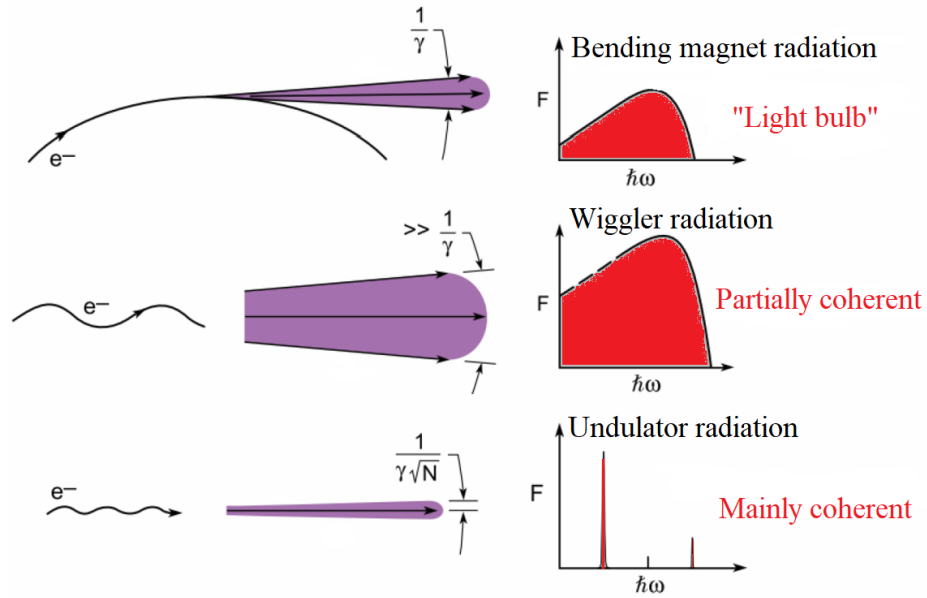 1/γ
e–
Bending magnet radiation
F
"Light bulb"
ħω
>> 1/γ
e–
Wiggler radiation
F
Partially coherent
ħω
1/γ√N
e–
Undulator radiation
F
Mainly coherent
ħω